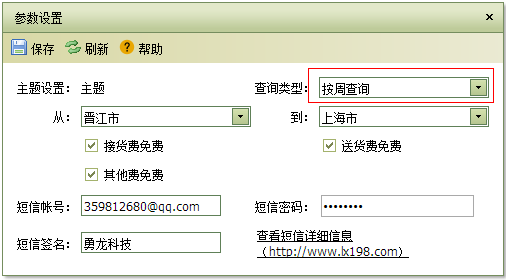 参数设置
保存 刷新 帮助
主题设置: 主题 查询类型: 按周查询
从: 晋江市 到: 上海市
接货费免费 送货费免费
其他费免费
短信帐号: 359812680@qq.com 短信密码: ••••••••
短信签名: 勇龙科技 查看短信详细信息
（http://www.lx198.com）